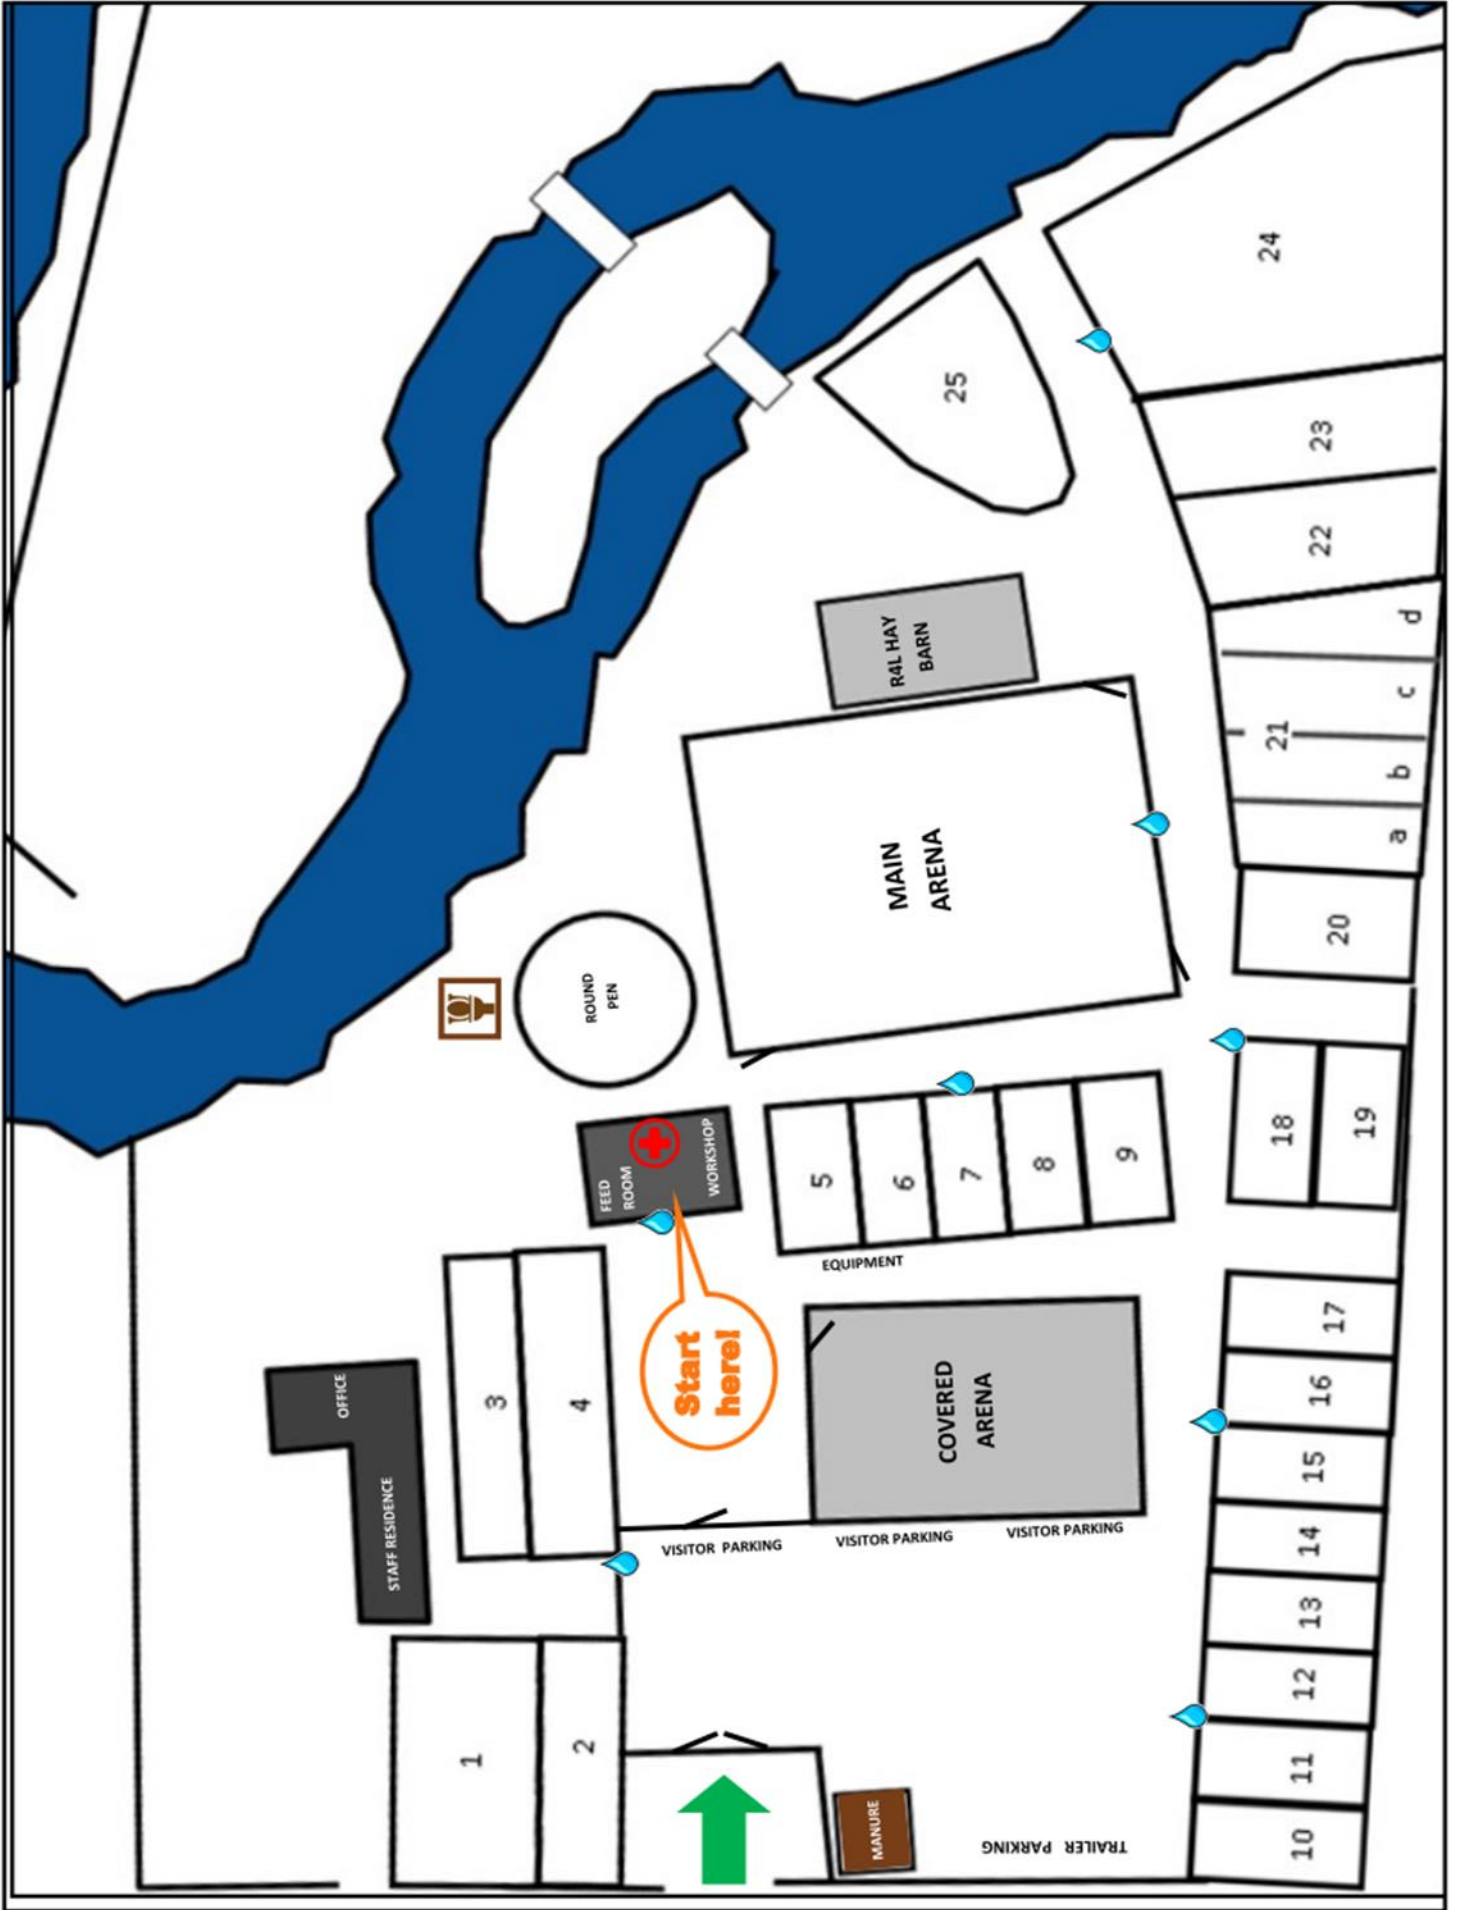 24
25
23
22
R4L HAY
BARN
d
c
21
b
a
MAIN
ARENA
20
ROUND
PEN
18
19
FEED
ROOM
WORKSHOP
5
6
7
8
9
EQUIPMENT
Start
here!
OFFICE
STAFF RESIDENCE
3
4
COVERED
ARENA
17
16
15
14
13
12
11
10
VISITOR PARKING
VISITOR PARKING
VISITOR PARKING
1
2
MANURE
TRAILER PARKING